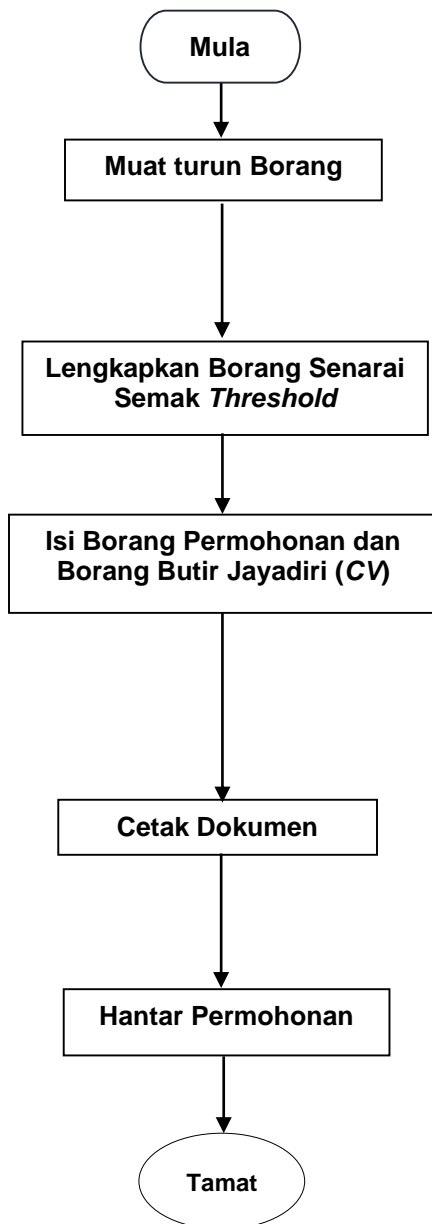 Mula
Muat turun Borang
Lengkapkan Borang Senarai
Semak Threshold
Isi Borang Permohonan dan
Borang Butir Jayadiri (CV)
Cetak Dokumen
Hantar Permohonan
Tamat